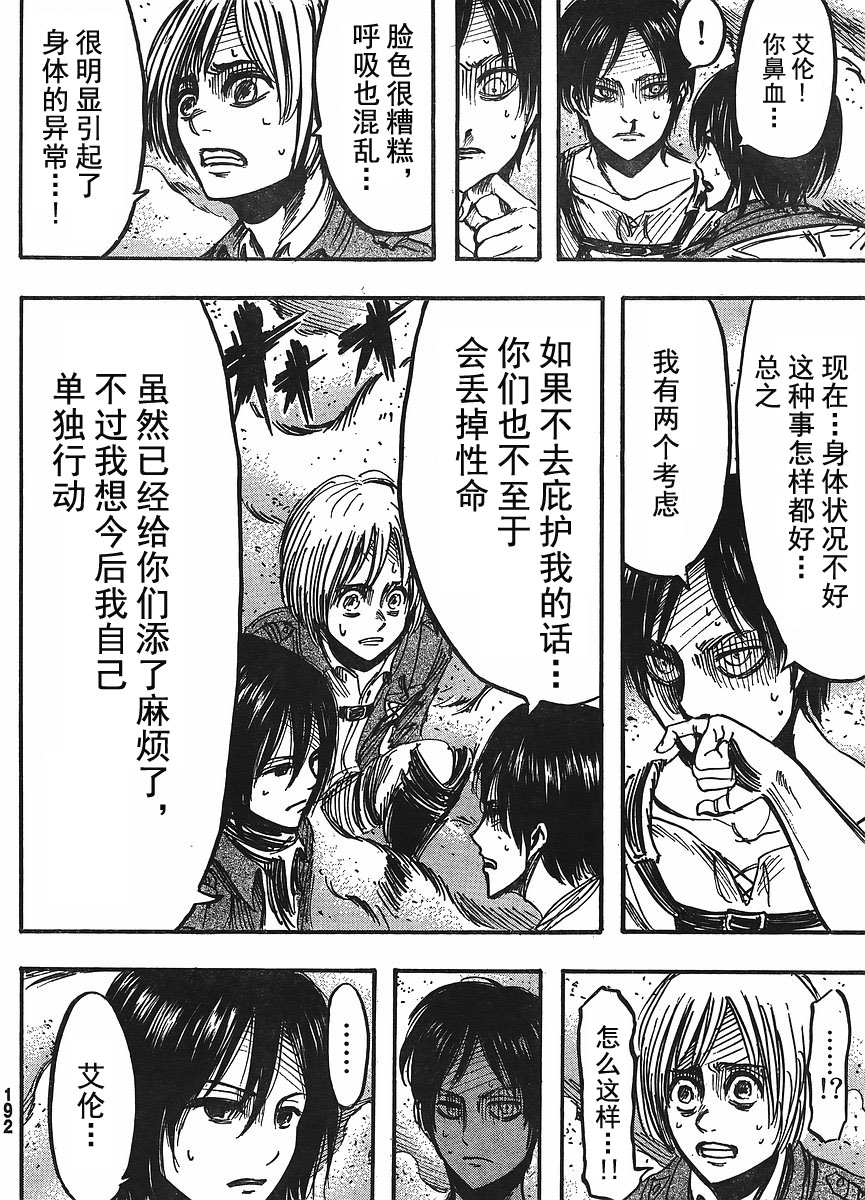 艾伦！
你鼻血…
！
脸色很糟糕，
呼吸也混乱…
很明显引起了
身体的异常…！
现在…身体状况不好
这种事怎样都好…
总之
我有两个考虑
如果不去庇护我的话…
你们也不至于
会丢掉性命
虽然已经给你们添了麻烦了，
不过我想今后我自己
单独行动
……!?
怎么这样…!!
……
艾伦…
192